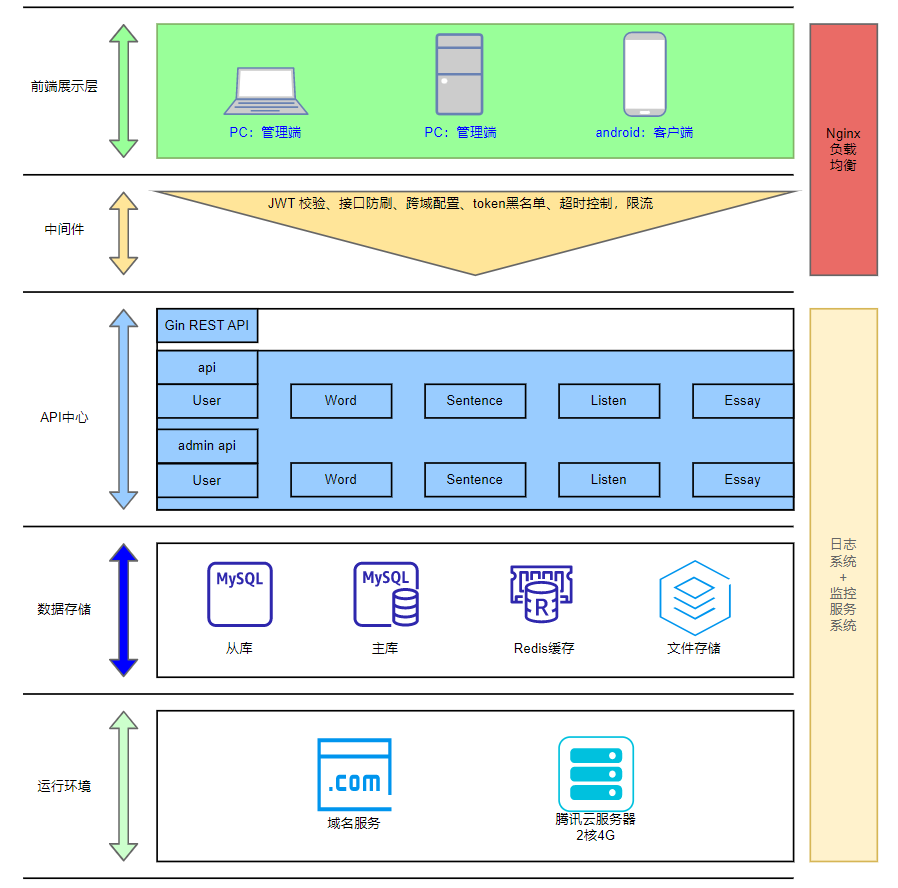 前端展示层
PC：管理端
PC：管理端
android：客户端
Nginx
负载
均衡
中间件
JWT 校验、接口防刷、跨域配置、token黑名单、超时控制，限流
API中心
Gin REST API
api
User
Word
Sentence
Listen
Essay
admin api
User
Word
Sentence
Listen
Essay
日志
系统
+
监控
服务
系统
数据存储
MySQL
从库
MySQL
主库
R
Redis缓存
文件存储
运行环境
.com
域名服务
腾讯云服务器
2核4G